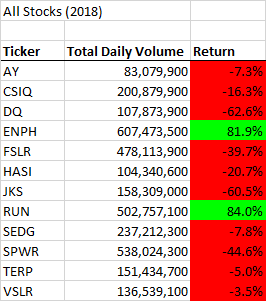 All Stocks (2018)
Ticker Total Daily Volume Return
AY 83,079,900 -7.3%
CSIQ 200,879,900 -16.3%
DQ 107,873,900 -62.6%
ENPH 607,473,500 81.9%
FSLR 478,113,900 -39.7%
HASI 104,340,600 -20.7%
JKS 158,309,000 -60.5%
RUN 502,757,100 84.0%
SEDG 237,212,300 -7.8%
SPWR 538,024,300 -44.6%
TERP 151,434,700 -5.0%
VSLR 136,539,100 -3.5%